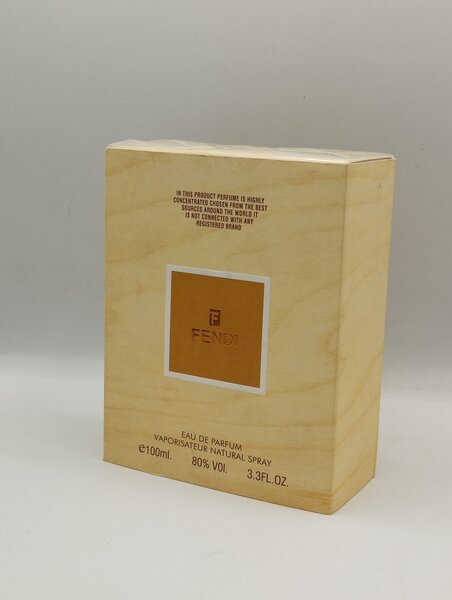 IN THIS PRODUCT PERFUME IS HIGHLY
CONCENTRATED CHOSEN FROM THE BEST
SOURCES AROUND THE WORLD IT
IS NOT CONNECTED WITH ANY
REGISTERED BRAND
F
FENDI
EAU DE PARFUM
VAPORISATEUR NATURAL SPRAY
e100ml. 80% VOl. 3.3FL.OZ.